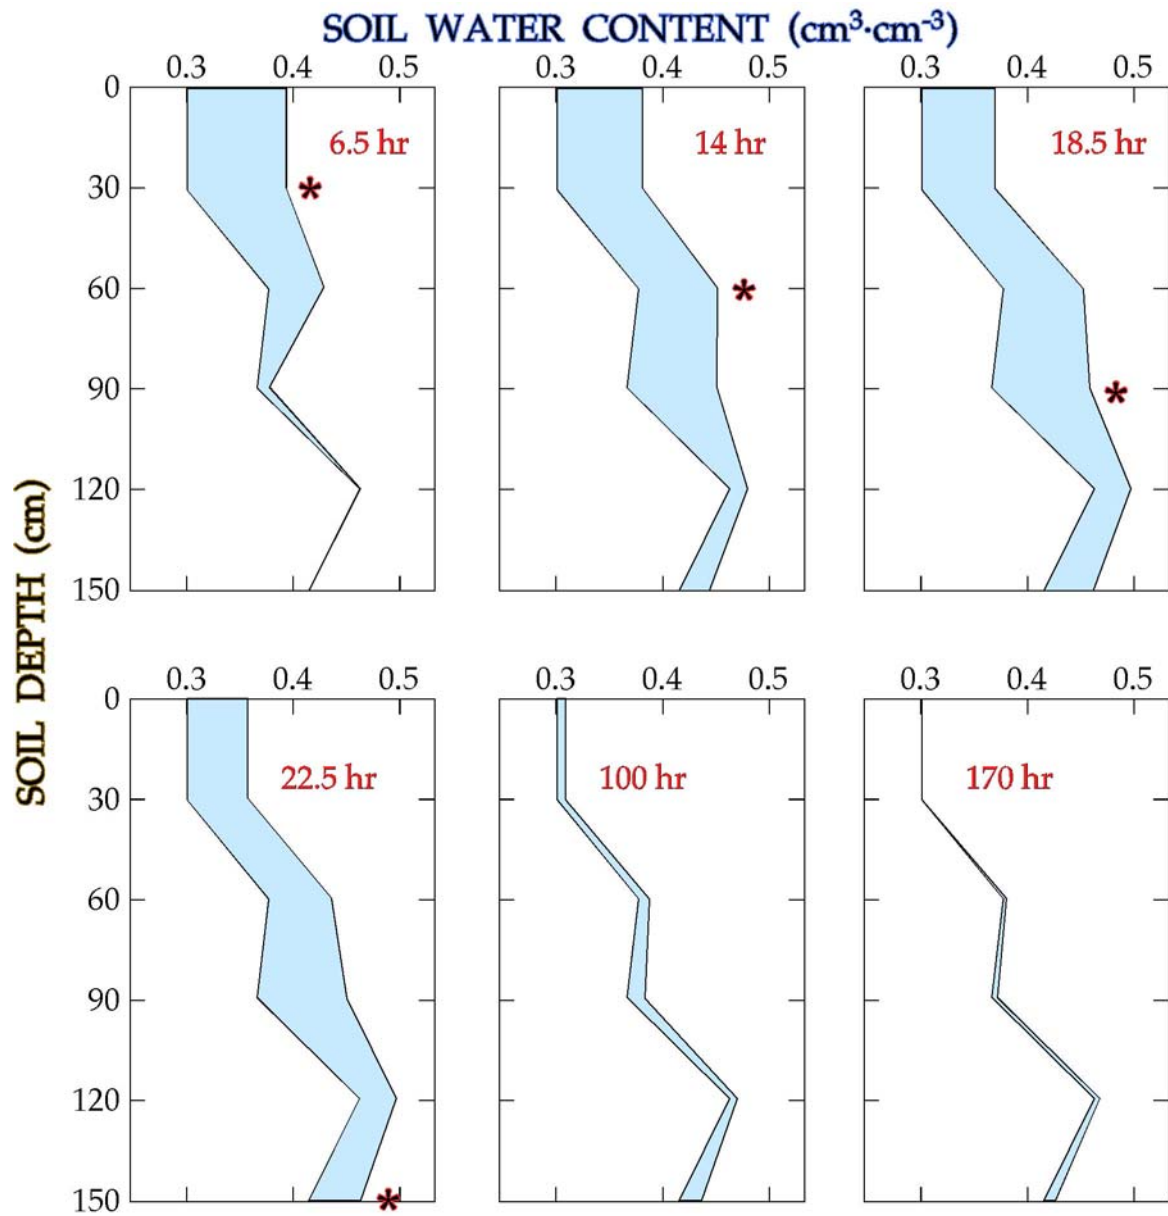 SOIL WATER CONTENT (cm³·cm⁻³)
0.3 0.4 0.5 0.3 0.4 0.5 0.3 0.4 0.5
0
6.5 hr 14 hr 18.5 hr
30 *
60 *
90 *
120
150
SOIL DEPTH (cm)
0.3 0.4 0.5 0.3 0.4 0.5 0.3 0.4 0.5
0
22.5 hr 100 hr 170 hr
30
60
90
120
150 *